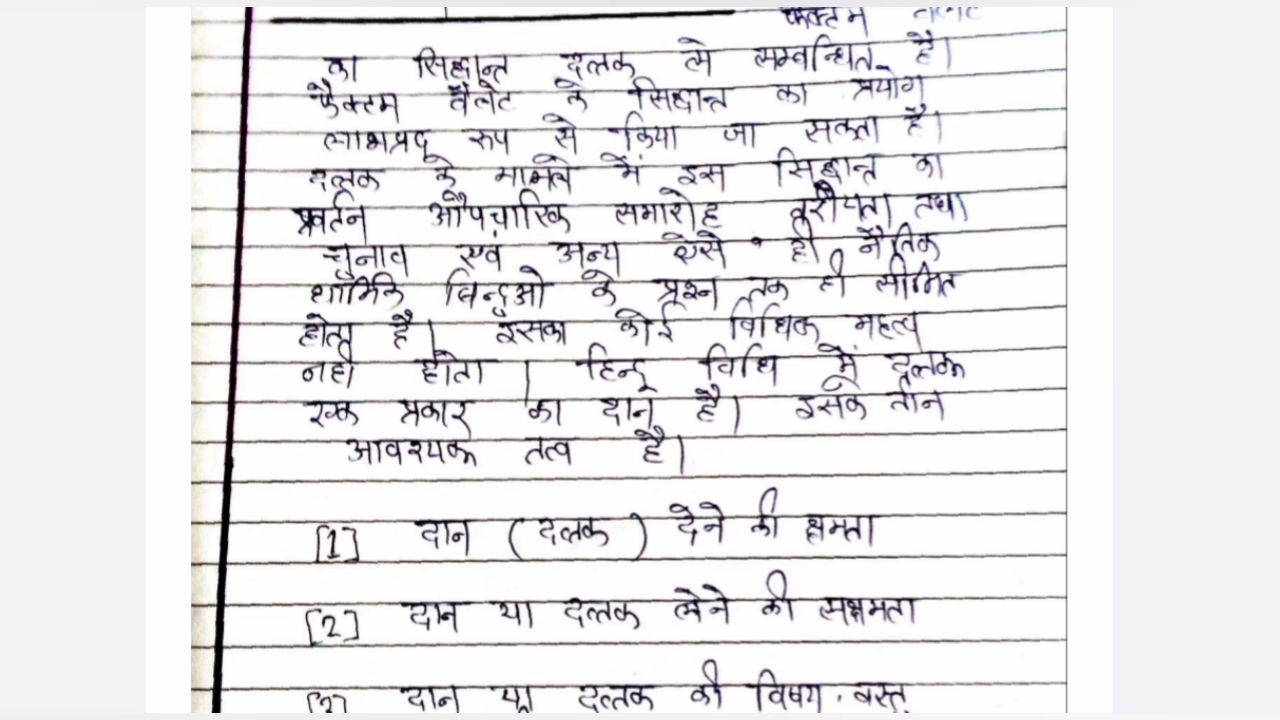 फैक्टम वैलेट
का सिद्धान्त दत्तक से सम्बन्धित है।
फैक्टम वैलेट के सिद्धान्त का प्रयोग
लाभप्रद रूप से किया जा सकता है।
दत्तक के मामले में इस सिद्धान्त का
प्रवर्तन औपचारिक समारोह वरीयता तथा
चुनाव एवं अन्य ऐसे ही नैतिक
धार्मिक बिन्दुओ के प्रश्न तक ही सीमित
होता है। इसका कोई विधिक महत्व
नही होता। हिन्दू विधि में दत्तक
एक प्रकार का दान है। इसके तीन
आवश्यक तत्व है।
[1] दान (दत्तक) देने की क्षमता
[2] दान या दत्तक लेने की सक्षमता
[3] दान या दत्तक की विषय-वस्तु